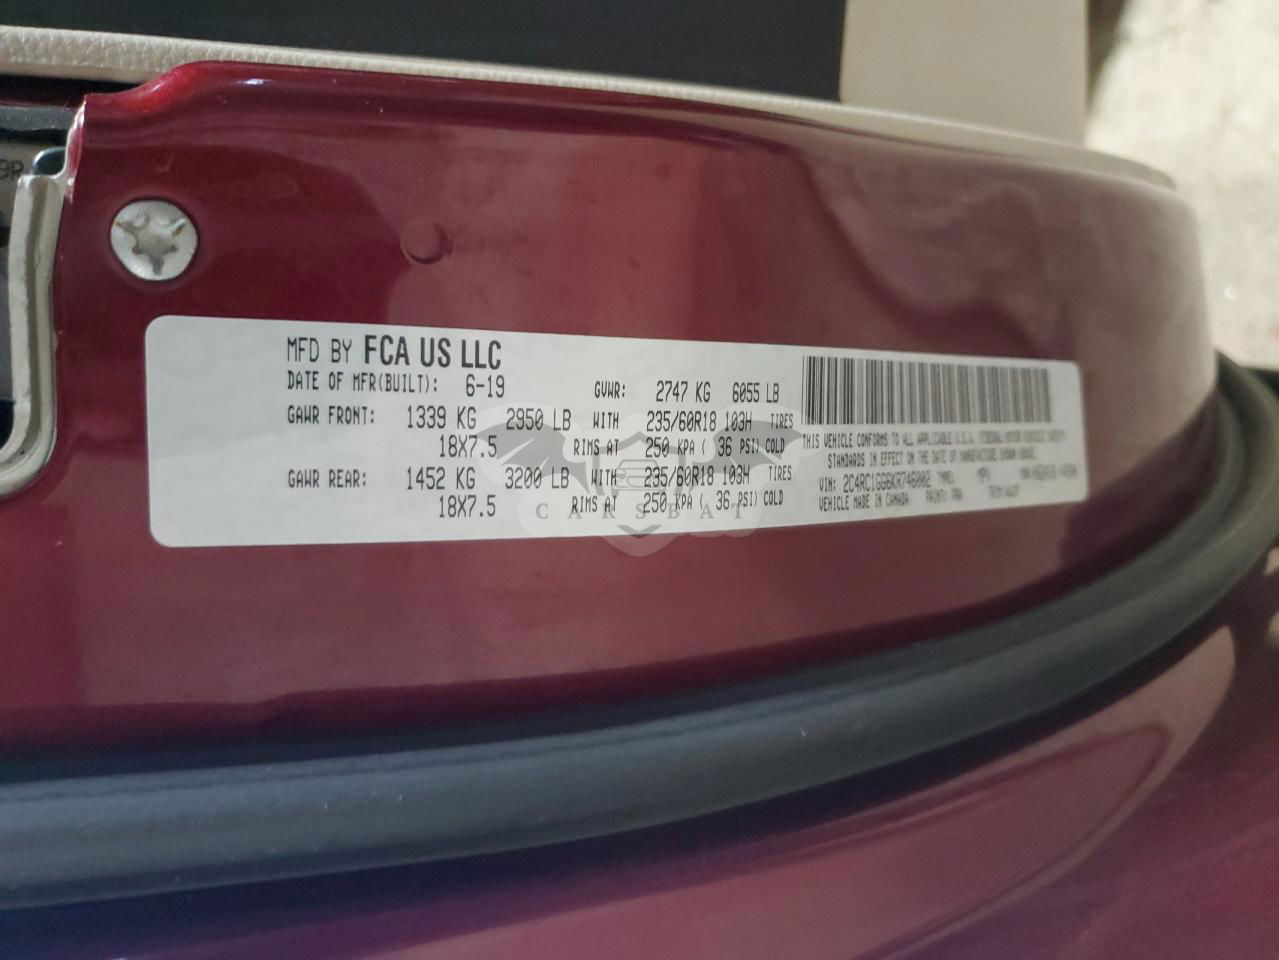 9R
MFD BY FCA US LLC
DATE OF MFR(BUILT): 6-19 GVWR: 2747 KG 6055 LB
GAWR FRONT: 1339 KG 2950 LB WITH 235/60R18 103H TIRES
18X7.5 RIMS AT 250 KPA ( 36 PSI) COLD
GAWR REAR: 1452 KG 3200 LB WITH 235/60R18 103H TIRES
18X7.5 RIMS AT 250 KPA ( 36 PSI) COLD
THIS VEHICLE CONFORMS TO ALL APPLICABLE U.S.A. FEDERAL MOTOR VEHICLE SAFETY
STANDARDS IN EFFECT ON THE DATE OF MANUFACTURE SHOWN ABOVE.
VIN: 2C4RC1GG6KR746002 TYPE: MPV
VEHICLE MADE IN CANADA PAINT: TRIM:
CARSBAT